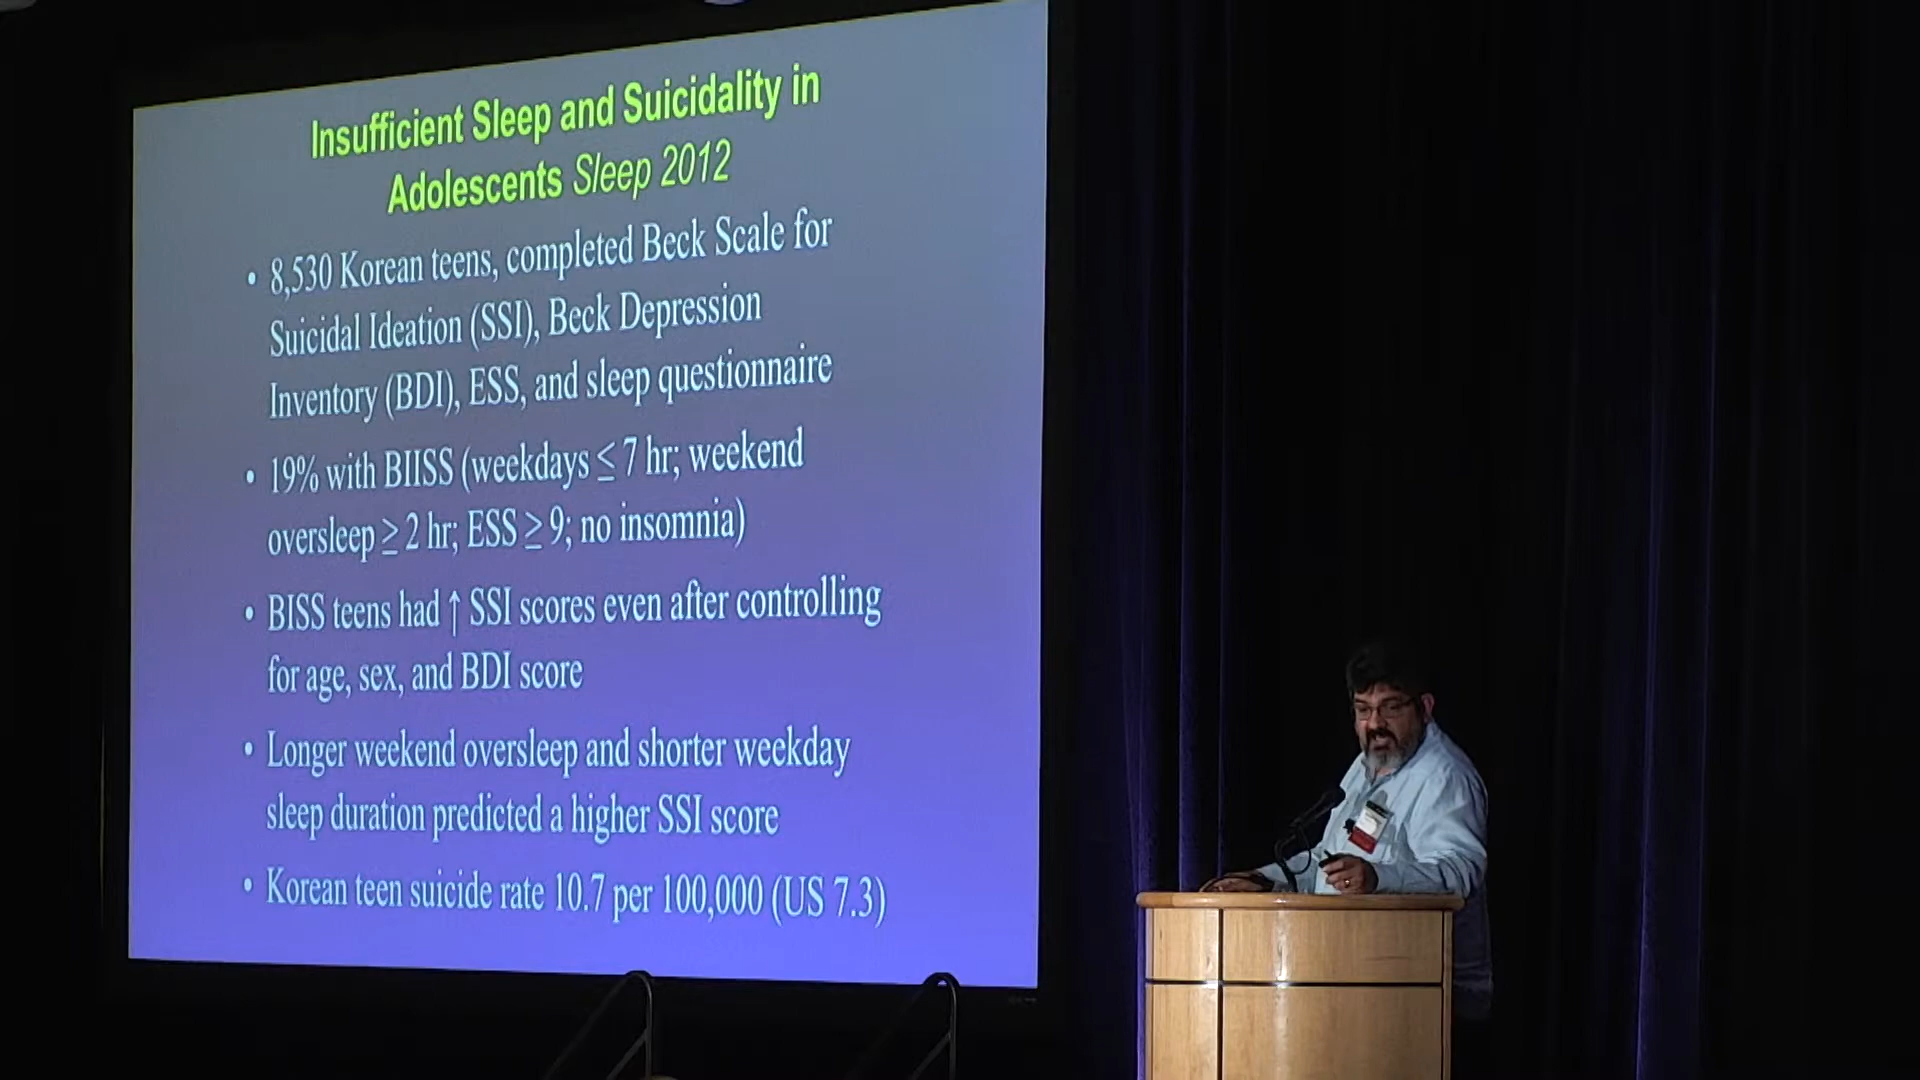 Insufficient Sleep and Suicidality in
Adolescents Sleep 2012
• 8,530 Korean teens, completed Beck Scale for
Suicidal Ideation (SSI), Beck Depression
Inventory (BDI), ESS, and sleep questionnaire
• 19% with BIISS (weekdays ≤ 7 hr; weekend
oversleep ≥ 2 hr; ESS ≥ 9; no insomnia)
• BISS teens had ↑ SSI scores even after controlling
for age, sex, and BDI score
• Longer weekend oversleep and shorter weekday
sleep duration predicted a higher SSI score
• Korean teen suicide rate 10.7 per 100,000 (US 7.3)